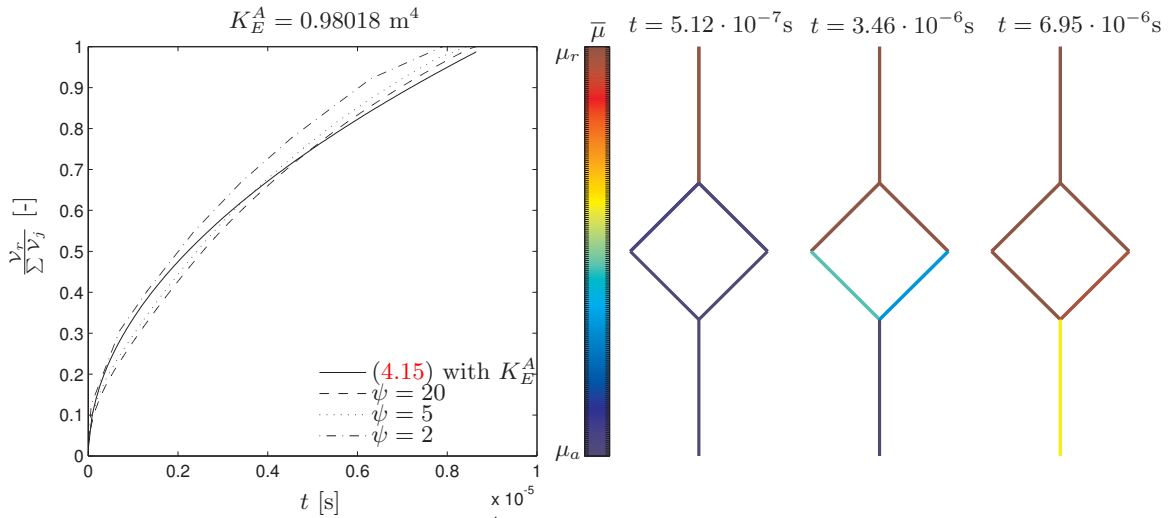 K_E^A = 0.98018 m^4
1
0.9
0.8
0.7
0.6
0.5
0.4
0.3
0.2
0.1
0
𝒱_r / ∑ 𝒱_j [-]
(4.15) with K_E^A
ψ = 20
ψ = 5
ψ = 2
0 0.2 0.4 0.6 0.8 1
t [s]
x 10^-5
μ̅
μ_r
μ_a
t = 5.12 · 10^-7 s
t = 3.46 · 10^-6 s
t = 6.95 · 10^-6 s